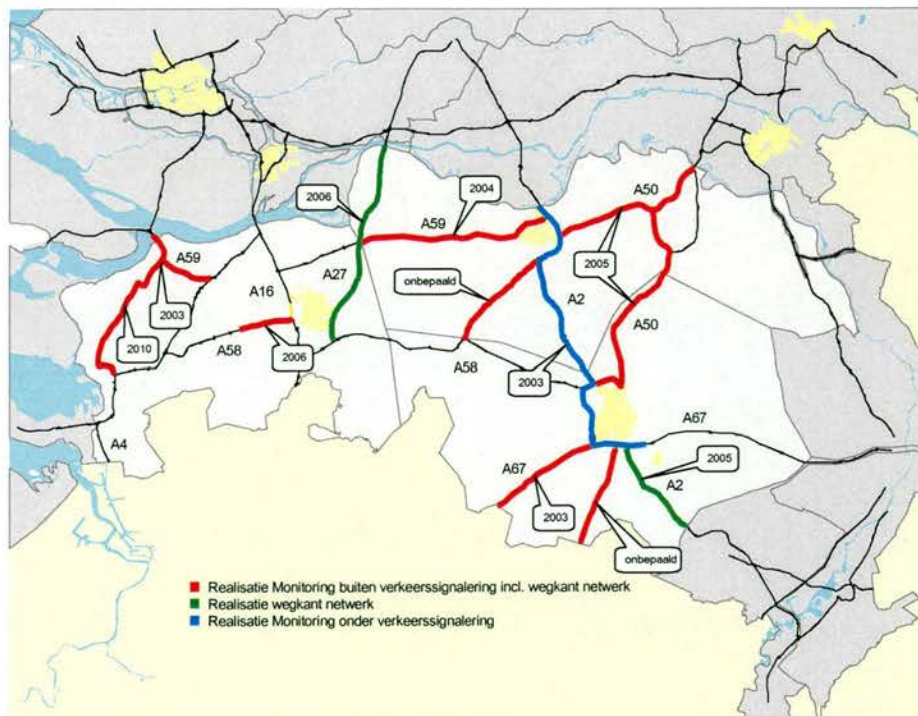 A50
2006
2004
A59
A59
2005
onbepaald
A27
A16
A2
2003
A50
2010
2006
A58
A58
2003
A67
A4
2005
A67
A2
2003
onbepaald
Realisatie Monitoring buiten verkeerssignalering incl. wegkant netwerk
Realisatie wegkant netwerk
Realisatie Monitoring onder verkeerssignalering